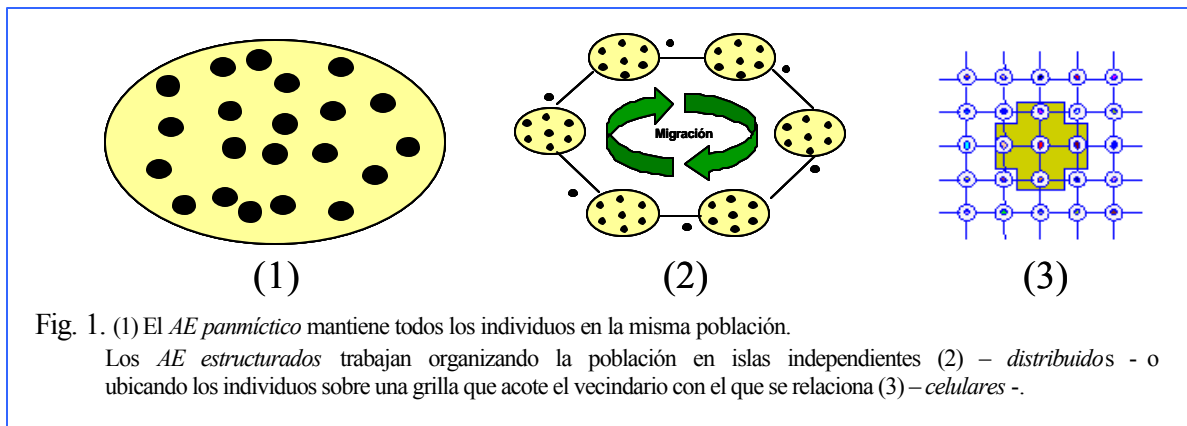 Migración
(1) (2) (3)
Fig. 1. (1) El AE panmíctico mantiene todos los individuos en la misma población.
Los AE estructurados trabajan organizando la población en islas independientes (2) – distribuidos - o
ubicando los individuos sobre una grilla que acote el vecindario con el que se relaciona (3) – celulares -.